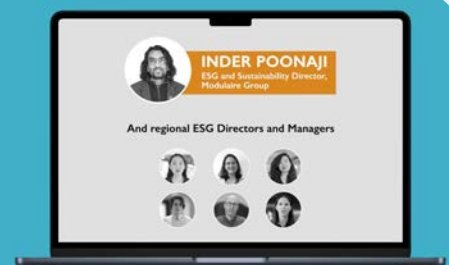 INDER POONAJI
ESG and Sustainability Director,
Modulaire Group
And regional ESG Directors and Managers